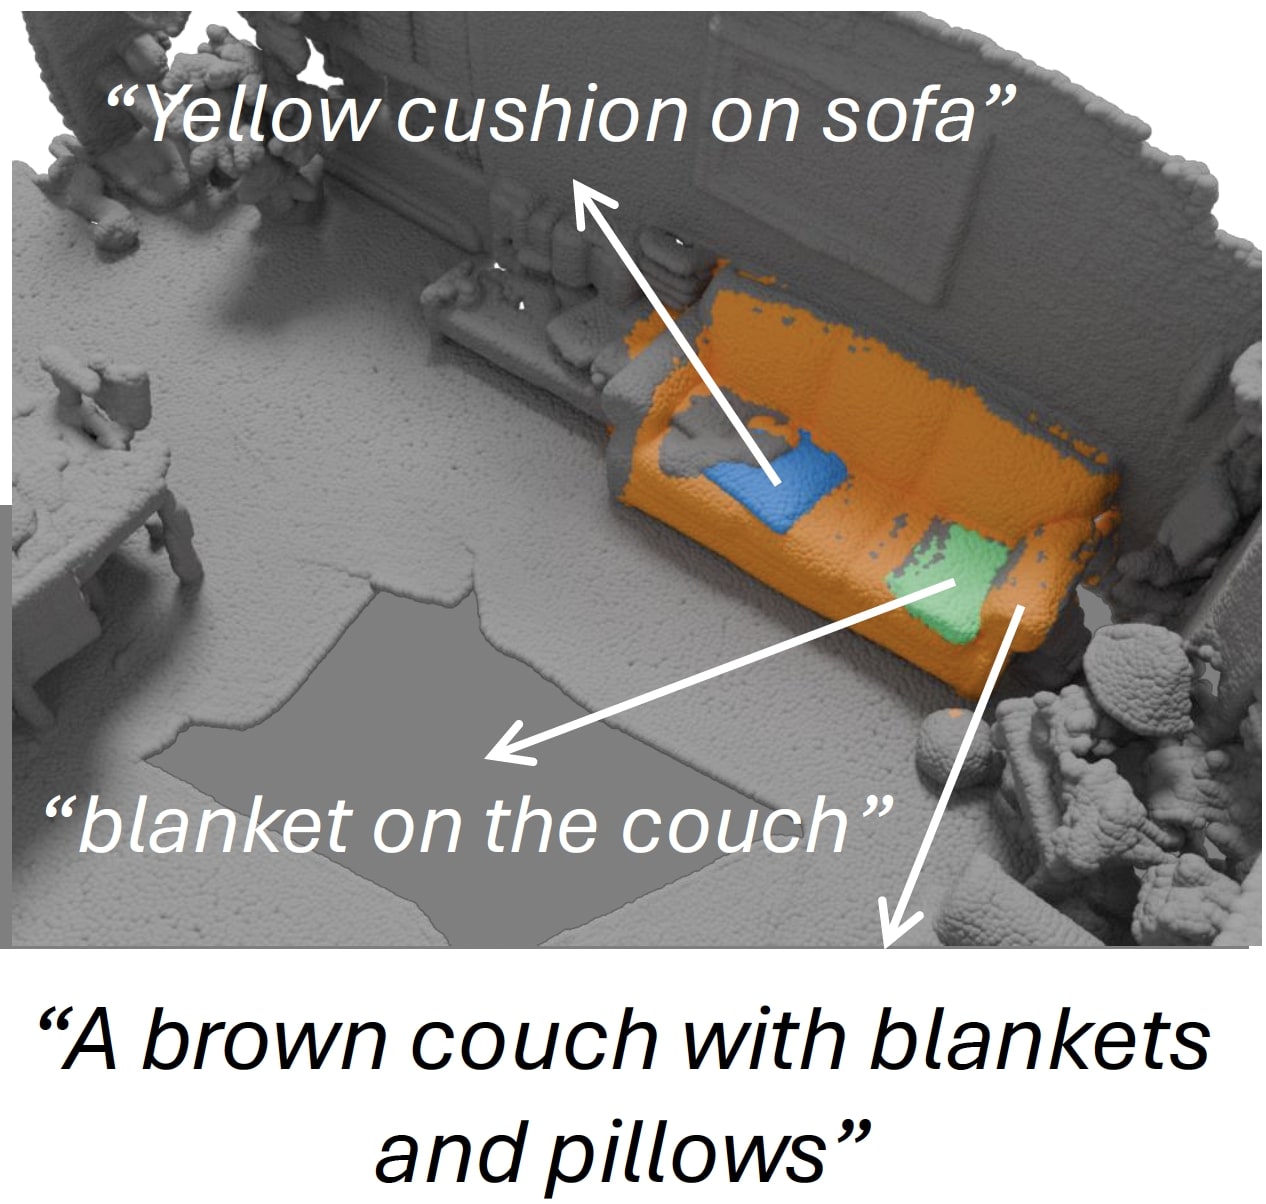 “Yellow cushion on sofa”
“blanket on the couch”
“A brown couch with blankets
and pillows”